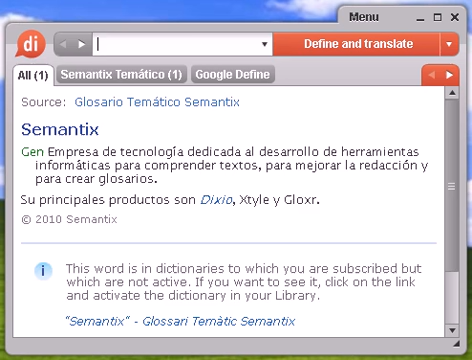 Menu
di
Define and translate
All (1) Semantix Temático (1) Google Define
Source: Glosario Temático Semantix
Semantix
Gen Empresa de tecnología dedicada al desarrollo de herramientas
informáticas para comprender textos, para mejorar la redacción y
para crear glosarios.
Su principales productos son Dixio, Xtyle y Gloxr.
© 2010 Semantix
i
This word is in dictionaries to which you are subscribed but
which are not active. If you want to see it, click on the link
and activate the dictionary in your Library.
"Semantix" - Glossari Temàtic Semantix